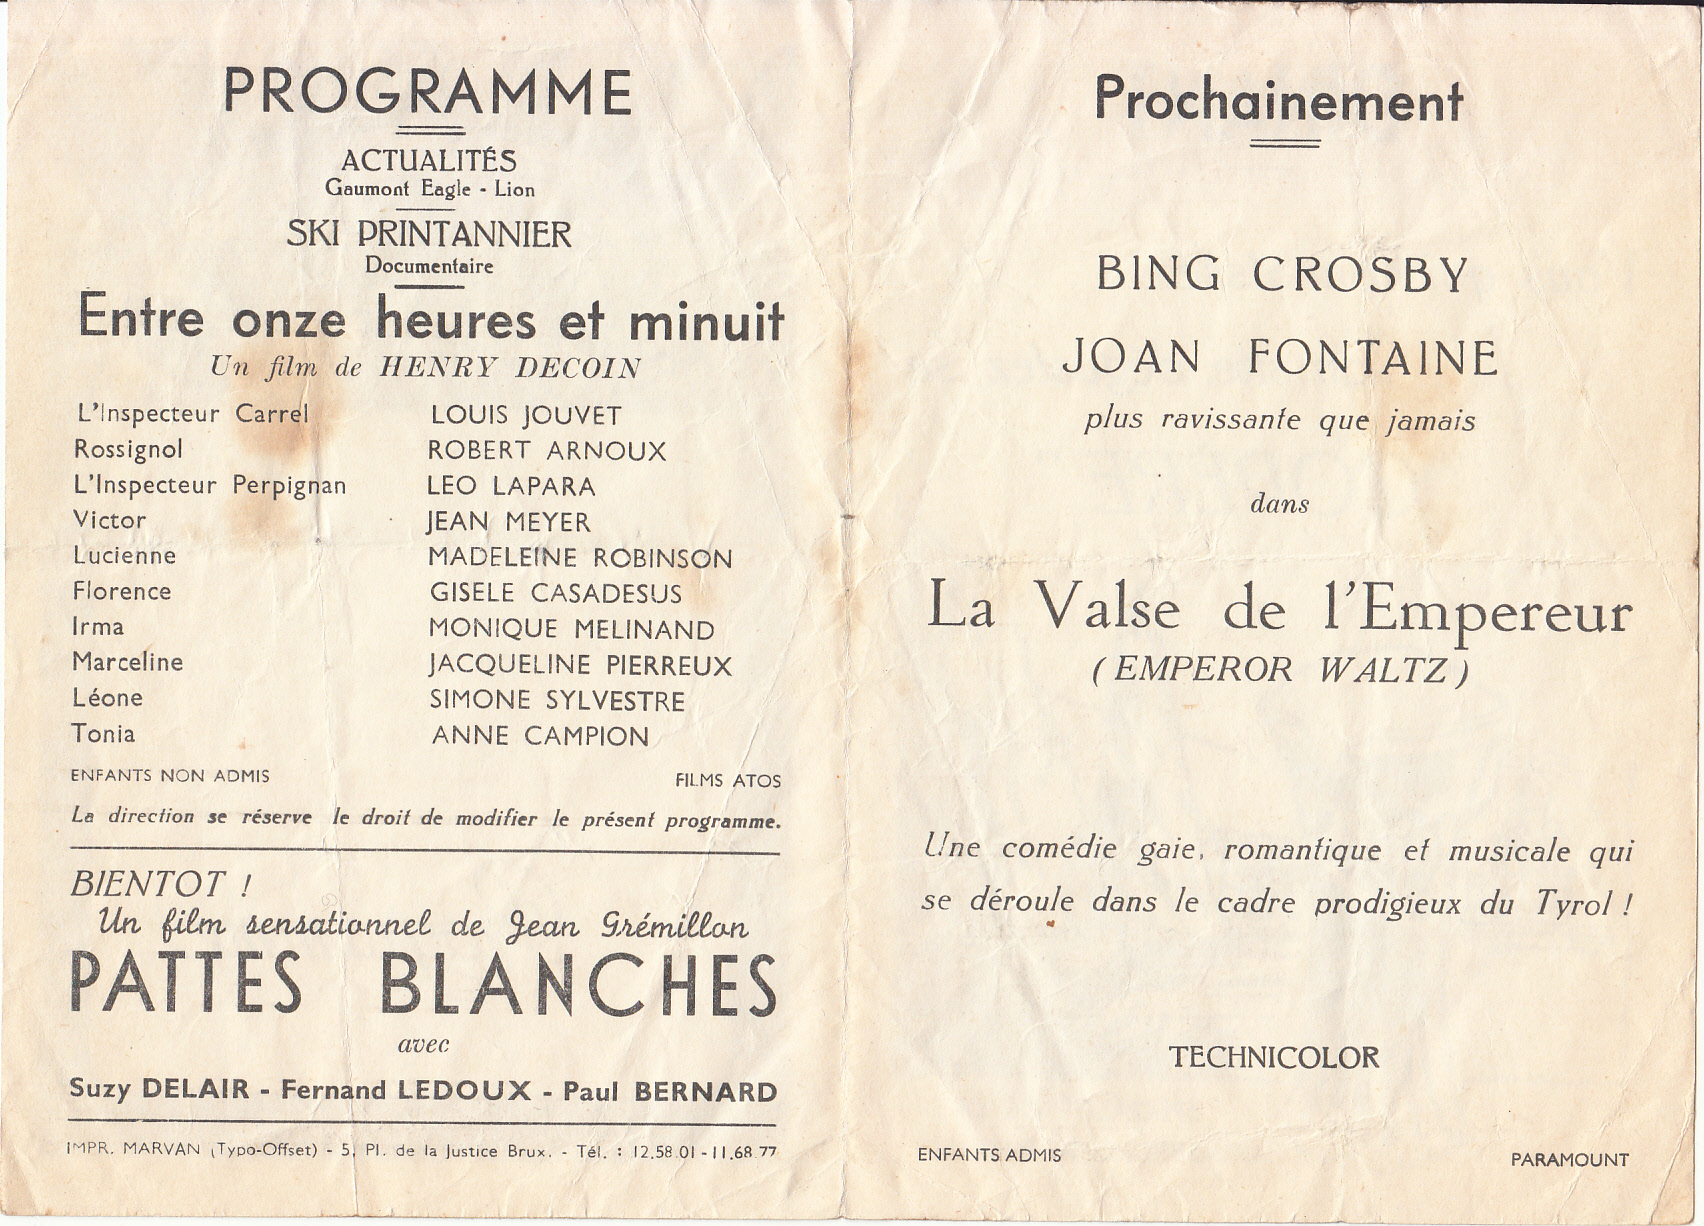 PROGRAMME
ACTUALITÉS
Gaumont Eagle - Lion
SKI PRINTANNIER
Documentaire
Entre onze heures et minuit
Un film de HENRY DECOIN
L'Inspecteur Carrel LOUIS JOUVET
Rossignol ROBERT ARNOUX
L'Inspecteur Perpignan LEO LAPARA
Victor JEAN MEYER
Lucienne MADELEINE ROBINSON
Florence GISELE CASADESUS
Irma MONIQUE MELINAND
Marceline JACQUELINE PIERREUX
Léone SIMONE SYLVESTRE
Tonia ANNE CAMPION
ENFANTS NON ADMIS FILMS ATOS
La direction se réserve le droit de modifier le présent programme.
BIENTOT !
Un film sensationnel de Jean Grémillon
PATTES BLANCHES
avec
Suzy DELAIR - Fernand LEDOUX - Paul BERNARD
IMPR. MARVAN (Typo-Offset) - 5, Pl. de la Justice Brux. - Tél. : 12.58.01 - 11.68.77
Prochainement
BING CROSBY
JOAN FONTAINE
plus ravissante que jamais
dans
La Valse de l'Empereur
(EMPEROR WALTZ)
Une comédie gaie, romantique et musicale qui
se déroule dans le cadre prodigieux du Tyrol !
TECHNICOLOR
ENFANTS ADMIS PARAMOUNT